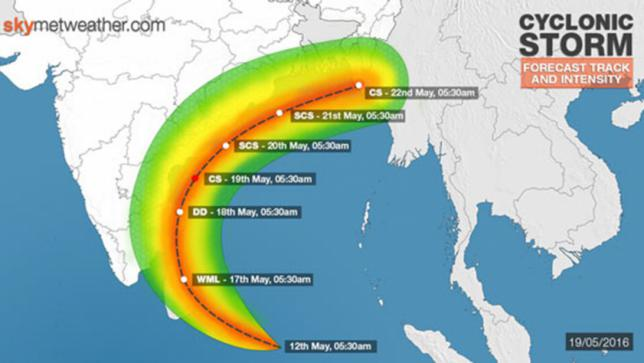 skymetweather.com
CYCLONIC
STORM
FORECAST TRACK
AND INTENSITY
CS - 22nd May, 05:30am
SCS - 21st May, 05:30am
SCS - 20th May, 05:30am
CS - 19th May, 05:30am
DD - 18th May, 05:30am
WML - 17th May, 05:30am
12th May, 05:30am
19/05/2016